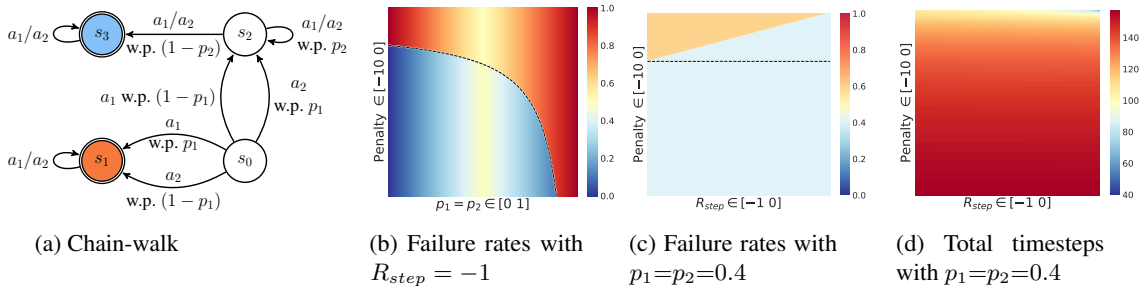 a₁/a₂
s₃
a₁/a₂
w.p. (1 − p₂)
s₂
a₁/a₂
w.p. p₂
a₁ w.p. (1 − p₁)
a₂
w.p. p₁
a₁/a₂
s₁
a₁
w.p. p₁
s₀
a₂
w.p. (1 − p₁)
(a) Chain-walk
Penalty ∈ [−10 0]
p₁ = p₂ ∈ [0 1]
1.0
0.8
0.6
0.4
0.2
0.0
(b) Failure rates with
R_step = −1
Penalty ∈ [−10 0]
R_step ∈ [−1 0]
1.0
0.8
0.6
0.4
0.2
0.0
(c) Failure rates with
p₁=p₂=0.4
Penalty ∈ [−10 0]
R_step ∈ [−1 0]
140
120
100
80
60
40
(d) Total timesteps
with p₁=p₂=0.4